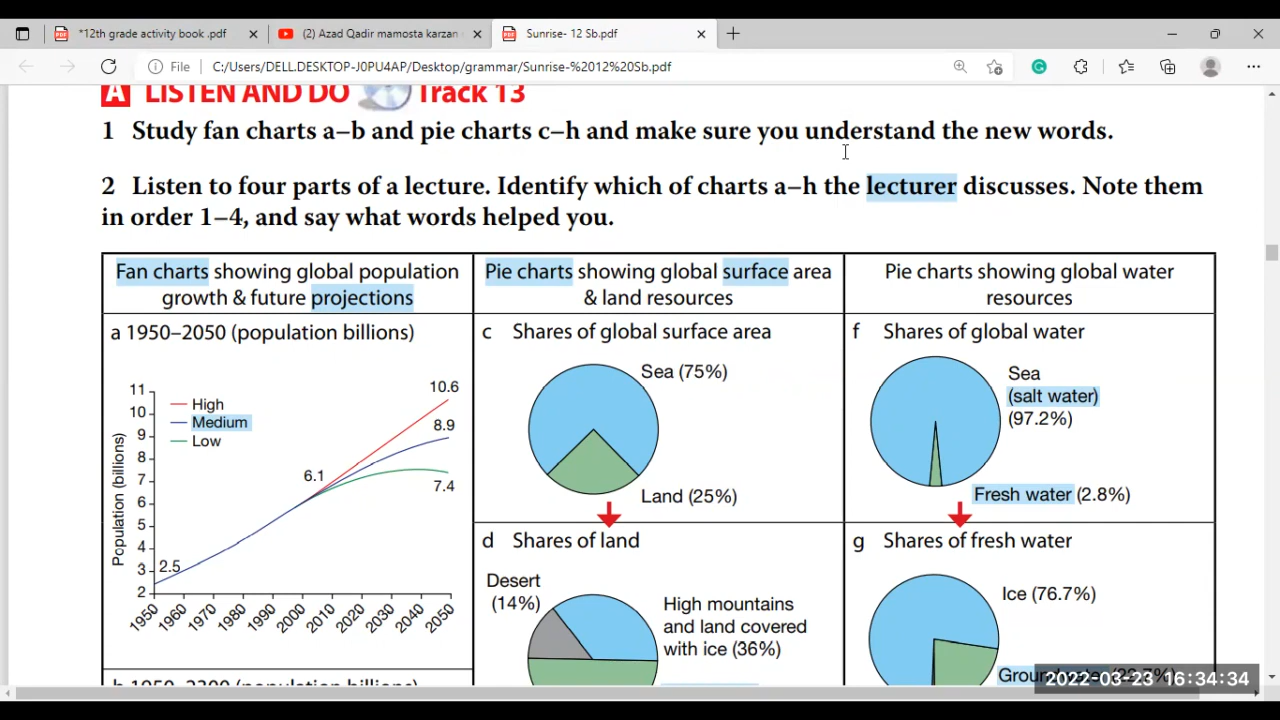 *12th grade activity book .pdf
(2) Azad Qadir mamosta karzan
Sunrise- 12 Sb.pdf
File
C:/Users/DELL.DESKTOP-J0PU4AP/Desktop/grammar/Sunrise-%2012%20Sb.pdf
A LISTEN AND DO Track 13
1 Study fan charts a–b and pie charts c–h and make sure you understand the new words.
2 Listen to four parts of a lecture. Identify which of charts a–h the lecturer discusses. Note them
in order 1–4, and say what words helped you.
Fan charts showing global population
growth & future projections
Pie charts showing global surface area
& land resources
Pie charts showing global water
resources
a 1950–2050 (population billions)
Population (billions)
11
10
9
8
7
6
5
4
3
2
High
Medium
Low
10.6
8.9
7.4
6.1
2.5
1950
1960
1970
1980
1990
2000
2010
2020
2030
2040
2050
c Shares of global surface area
Sea (75%)
Land (25%)
d Shares of land
Desert
(14%)
High mountains
and land covered
with ice (36%)
f Shares of global water
Sea
(salt water)
(97.2%)
Fresh water (2.8%)
g Shares of fresh water
Ice (76.7%)
2022-03-23 16:34:34